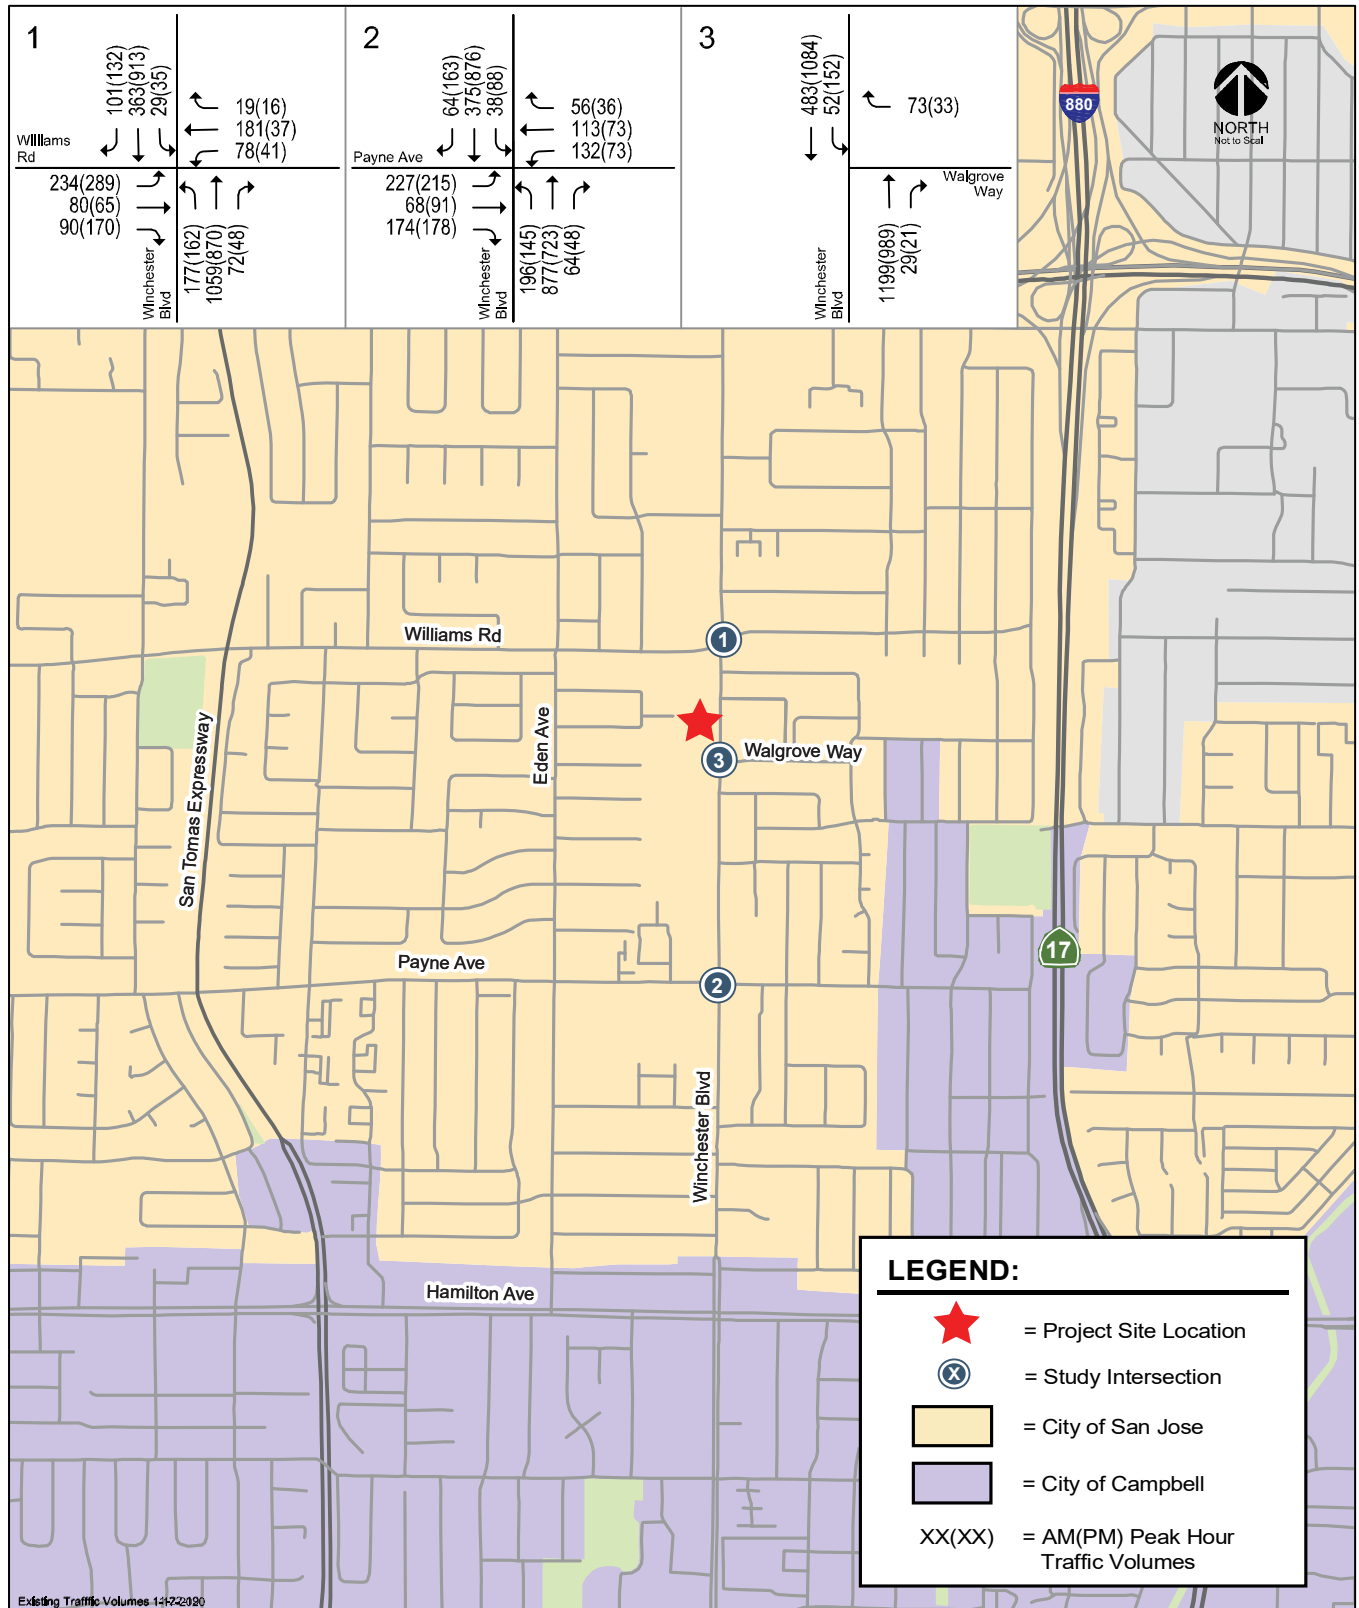 1
101(132)
363(913)
29(35)
19(16)
181(37)
78(41)
Williams
Rd
234(289)
80(65)
90(170)
Winchester
Blvd
177(162)
1059(870)
72(48)
2
64(163)
375(876)
38(88)
56(36)
113(73)
132(73)
Payne Ave
227(215)
68(91)
174(178)
Winchester
Blvd
196(145)
877(723)
64(48)
3
483(1084)
52(152)
73(33)
Walgrove
Way
Winchester
Blvd
1199(989)
29(21)
880
NORTH
Not to Scal
Williams Rd
1
San Tomas Expressway
Eden Ave
3
Walgrove Way
Payne Ave
2
17
Winchester Blvd
Hamilton Ave
LEGEND:
= Project Site Location
X
= Study Intersection
= City of San Jose
= City of Campbell
XX(XX)
= AM(PM) Peak Hour
Traffic Volumes
Existing Traffic Volumes